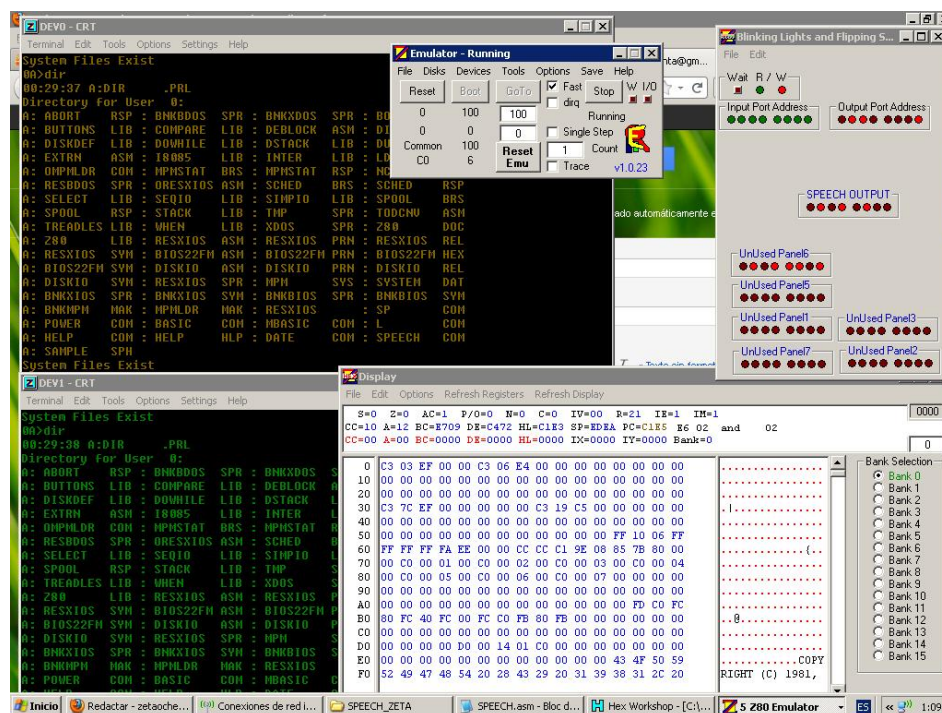 DEV0 - CRT
Terminal Edit Tools Options Settings Help
System Files Exist
0A>dir
00:29:37 A:DIR .PRL
Directory For User 0:
A: ABORT RSP : BNKBDOS SPR : BNKXDOS SPR : BO
A: BUTTONS LIB : COMPARE LIB : DEBLOCK ASM : DI
A: DISKDEF LIB : DOWHILE LIB : DSTACK LIB : DU
A: EXTRN ASM : I8085 LIB : INTER LIB : LD
A: OMPMLDR COM : MPMSTAT BRS : MPMSTAT RSP : NC
A: RESBDOS SPR : ORESXIOS ASM : SCHED BRS : SCHED RSP
A: SELECT LIB : SEQIO LIB : SIMPIO LIB : SPOOL BRS
A: SPOOL RSP : STACK LIB : TMP SPR : TODCNV ASM
A: TREADLES LIB : WHEN LIB : XDOS SPR : Z80 DOC
A: Z80 LIB : RESXIOS ASM : RESXIOS PRN : RESXIOS REL
A: RESXIOS SYM : BIOS22FM ASM : BIOS22FM PRN : BIOS22FM HEX
A: BIOS22FM SYM : DISKIO ASM : DISKIO PRN : DISKIO REL
A: DISKIO SYM : RESXIOS SPR : MPM SYS : SYSTEM DAT
A: BNKXIOS SPR : BNKXIOS SYM : BNKBIOS SPR : BNKBIOS SYM
A: BNKMPM MAK : MPMLDR MAK : RESXIOS : SP COM
A: POWER COM : BASIC COM : MBASIC COM : L COM
A: HELP COM : HELP HLP : DATE COM : SPEECH COM
A: SAMPLE SPH
System Files Exist
Emulator - Running
File Disks Devices Tools Options Save Help
Reset Boot GoTo Fast Stop W I/O
dirq
0 100 100 Running
0 0 0 Single Step
Common 100 Reset Emu 1 Count
C0 6 Trace v1.0.23
nta@gm...
ado automáticamente e
Blinking Lights and Flipping S...
File Edit
Wait R / W
Input Port Address Output Port Address
SPEECH OUTPUT
UnUsed Panel6
UnUsed Panel5
UnUsed Panel1 UnUsed Panel3
UnUsed Panel7 UnUsed Panel2
DEV1 - CRT
Terminal Edit Tools Options Settings Help
System Files Exist
0A>dir
00:29:38 A:DIR .PRL
Directory For User 0:
A: ABORT RSP : BNKBDOS SPR : BNKXDOS S
A: BUTTONS LIB : COMPARE LIB : DEBLOCK A
A: DISKDEF LIB : DOWHILE LIB : DSTACK L
A: EXTRN ASM : I8085 LIB : INTER L
A: OMPMLDR COM : MPMSTAT BRS : MPMSTAT R
A: RESBDOS SPR : ORESXIOS ASM : SCHED B
A: SELECT LIB : SEQIO LIB : SIMPIO L
A: SPOOL RSP : STACK LIB : TMP S
A: TREADLES LIB : WHEN LIB : XDOS S
A: Z80 LIB : RESXIOS ASM : RESXIOS P
A: RESXIOS SYM : BIOS22FM ASM : BIOS22FM P
A: BIOS22FM SYM : DISKIO ASM : DISKIO P
A: DISKIO SYM : RESXIOS SPR : MPM S
A: BNKXIOS SPR : BNKXIOS SYM : BNKBIOS S
A: BNKMPM MAK : MPMLDR MAK : RESXIOS
A: POWER COM : BASIC COM : MBASIC C
Display
File Edit Options Refresh Registers Refresh Display
S=0 Z=0 AC=1 P/O=0 N=0 C=0 IV=00 R=21 IE=1 IM=1
CC=10 A=12 BC=E709 DE=C472 HL=C1E3 SP=EDEA PC=C1E5 E6 02 and 02
CC=00 A=00 BC=0000 DE=0000 HL=0000 IX=0000 IY=0000 Bank=0
0000
0
0 C3 03 EF 00 00 C3 06 E4 00 00 00 00 00 00 00 00 ................
10 00 00 00 00 00 00 00 00 00 00 00 00 00 00 00 00 ................
20 00 00 00 00 00 00 00 00 00 00 00 00 00 00 00 00 ................
30 C3 7C EF 00 00 00 00 00 00 C3 19 C5 00 00 00 00 .|..............
40 00 00 00 00 00 00 00 00 00 00 00 00 00 00 00 00 ................
50 00 00 00 00 00 00 00 00 00 00 00 00 FF 10 06 FF ................
60 FF FF FF FA EE 00 00 CC CC C1 9E 08 85 7B 80 00 .............{..
70 00 C0 00 01 00 C0 00 02 00 C0 00 03 00 C0 00 04 ................
80 00 C0 00 05 00 C0 00 06 00 C0 00 07 00 00 00 00 ................
90 00 00 00 00 00 00 00 00 00 00 00 00 00 00 00 00 ................
A0 00 00 00 00 00 00 00 00 00 00 00 00 00 FD C0 FC ................
B0 80 FC 40 FC 00 FC C0 FB 80 FB 00 00 00 00 00 00 ..@.............
C0 00 00 00 00 00 00 00 00 00 00 00 00 00 00 00 00 ................
D0 00 00 00 00 D0 00 14 01 C0 00 00 00 00 00 00 00 ................
E0 00 00 00 00 00 00 00 00 00 00 00 00 43 4F 50 59 ............COPY
F0 52 49 47 48 54 20 28 43 29 20 31 39 38 31 2C 20 RIGHT (C) 1981,
Bank Selection
Bank 0
Bank 1
Bank 2
Bank 3
Bank 4
Bank 5
Bank 6
Bank 7
Bank 8
Bank 9
Bank 10
Bank 11
Bank 12
Bank 13
Bank 14
Bank 15
Inicio Redactar - zetaoche... Conexiones de red i... SPEECH_ZETA SPEECH.asm - Bloc d... Hex Workshop - [C:\... 5 Z80 Emulator ES 1:09